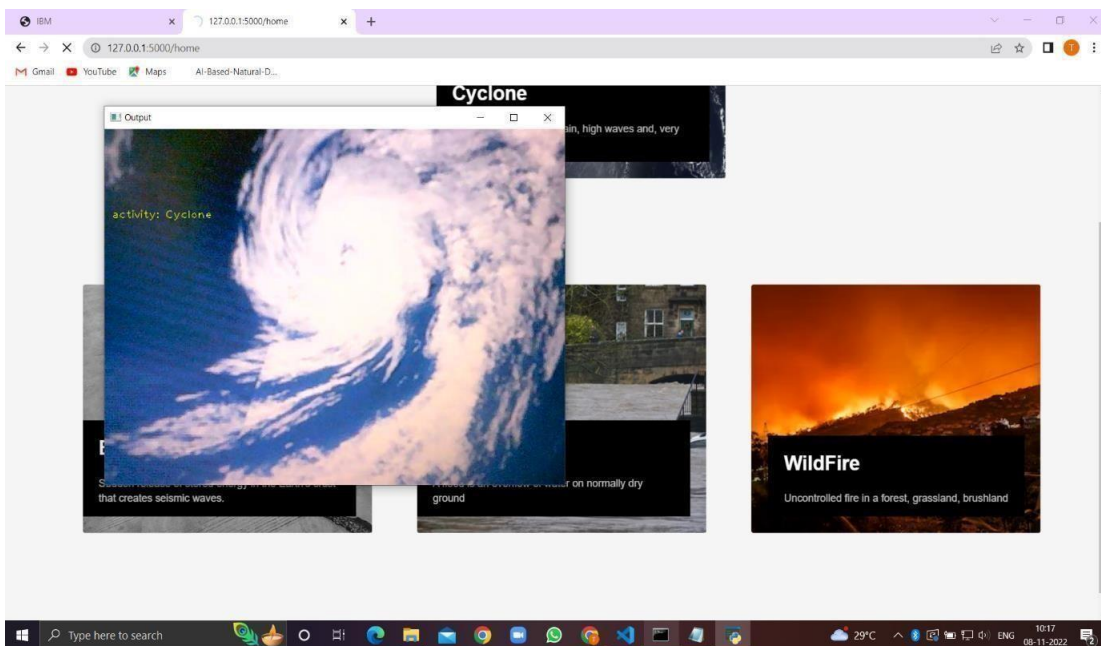 IBM
127.0.0.1:5000/home
127.0.0.1:5000/home
Gmail
YouTube
Maps
AI-Based-Natural-D...
T
Cyclone
ain, high waves and, very
Output
activity: Cyclone
E
that creates seismic waves.
on normally dry
ground
WildFire
Uncontrolled fire in a forest, grassland, brushland
Type here to search
29°C
ENG
10:17
08-11-2022
2